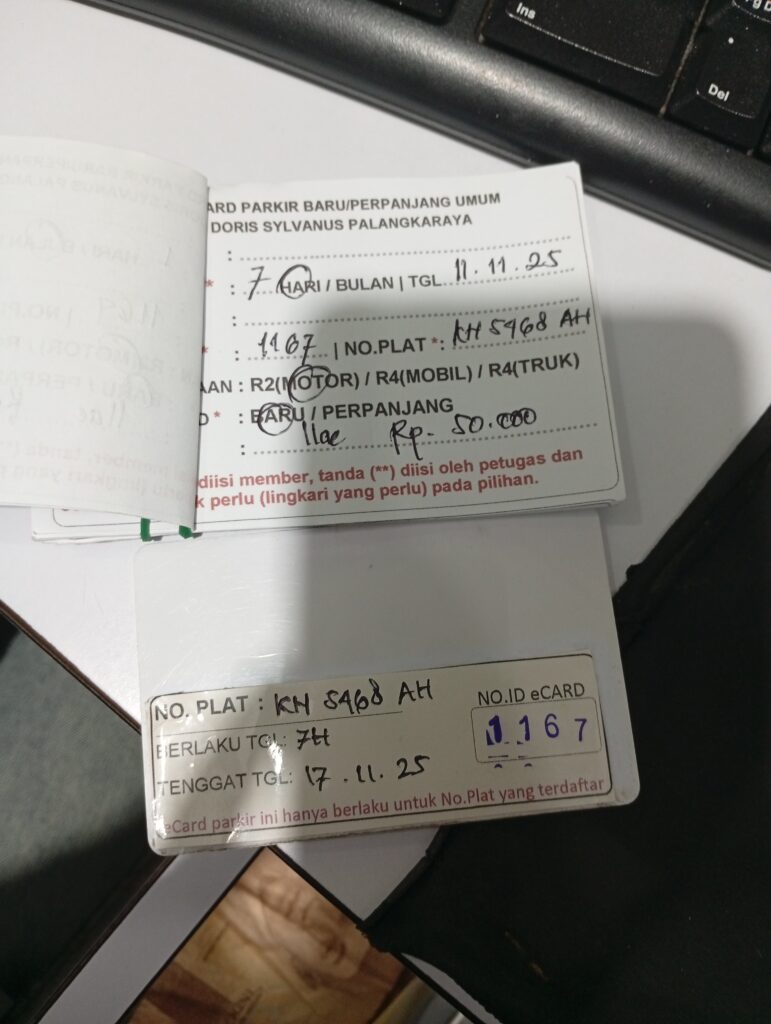 Ins
Del
ARD PARKIR BARU/PERPANJANG UMUM
DORIS SYLVANUS PALANGKARAYA
:
* : 7 HARI / BULAN | TGL 11.11.25
:
* : 1167 | NO.PLAT *: KH 5468 AH
AAN : R2(MOTOR) / R4(MOBIL) / R4(TRUK)
D* : BARU / PERPANJANG
: Rp. 50.000
diisi member, tanda (**) diisi oleh petugas dan
k perlu (lingkari yang perlu) pada pilihan.
NO. PLAT : KH 5468 AH
NO.ID eCARD
1167
BERLAKU TGL: 7H
TENGGAT TGL: 17.11.25
eCard parkir ini hanya berlaku untuk No.Plat yang terdaftar